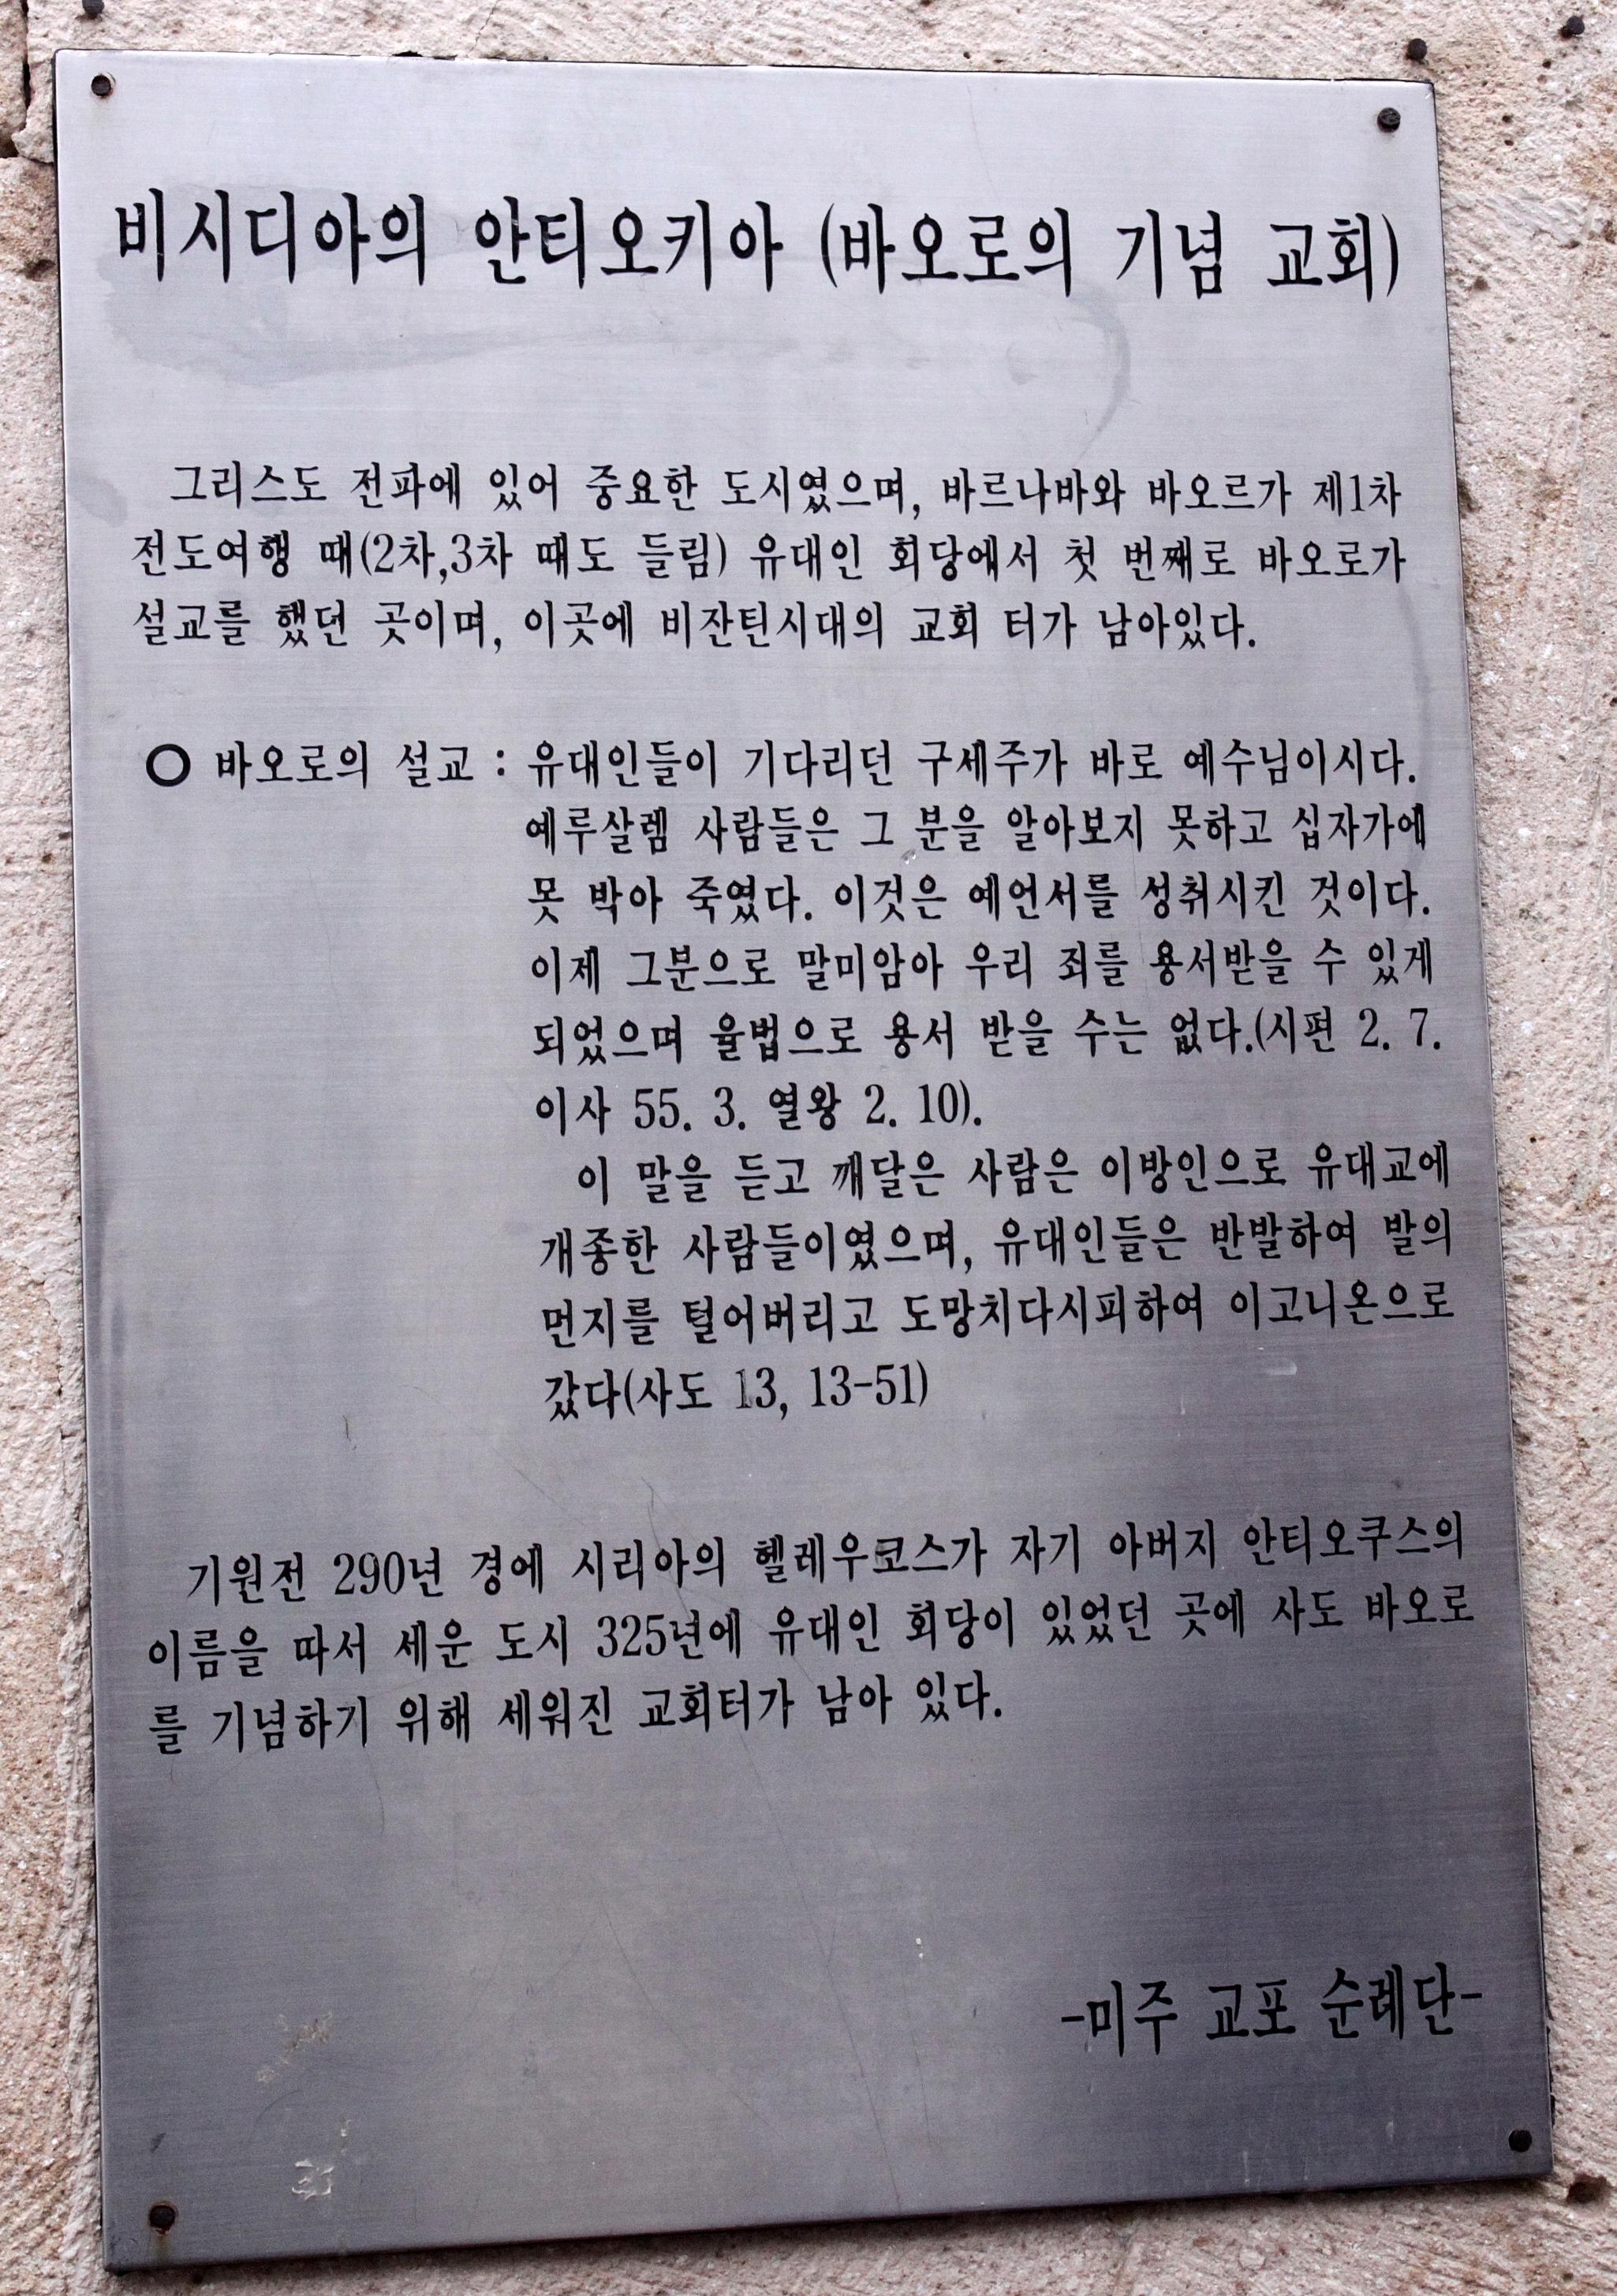 비시디아의 안티오키아 (바오로의 기념 교회)
그리스도 전파에 있어 중요한 도시였으며, 바르나바와 바오르가 제1차
전도여행 때(2차,3차 때도 들림) 유대인 회당에서 첫 번째로 바오로가
설교를 했던 곳이며, 이곳에 비잔틴시대의 교회 터가 남아있다.
○ 바오로의 설교 : 유대인들이 기다리던 구세주가 바로 예수님이시다.
예루살렘 사람들은 그 분을 알아보지 못하고 십자가에
못 박아 죽였다. 이것은 예언서를 성취시킨 것이다.
이제 그분으로 말미암아 우리 죄를 용서받을 수 있게
되었으며 율법으로 용서 받을 수는 없다.(시편 2. 7.
이사 55. 3. 열왕 2. 10).
이 말을 듣고 깨달은 사람은 이방인으로 유대교에
개종한 사람들이였으며, 유대인들은 반발하여 발의
먼지를 털어버리고 도망치다시피하여 이고니온으로
갔다(사도 13, 13-51)
기원전 290년 경에 시리아의 헬레우코스가 자기 아버지 안티오쿠스의
이름을 따서 세운 도시 325년에 유대인 회당이 있었던 곳에 사도 바오로
를 기념하기 위해 세워진 교회터가 남아 있다.
-미주 교포 순례단-